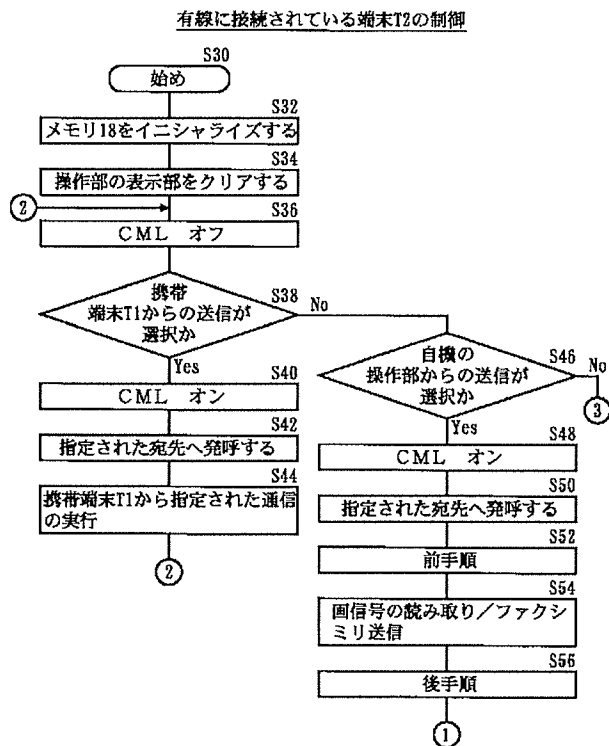 有線に接続されている端末T2の制御
S30
始め
S32
メモリ18をイニシャライズする
S34
操作部の表示部をクリアする
②
S36
CML オフ
S38
携帯
端末T1からの送信が
選択か
No
Yes
S40
CML オン
S42
指定された宛先へ発呼する
S44
携帯端末T1から指定された通信
の実行
②
S46
自機の
操作部からの送信が
選択か
No
③
Yes
S48
CML オン
S50
指定された宛先へ発呼する
S52
前手順
S54
画信号の読み取り/ファクシ
ミリ送信
S56
後手順
①